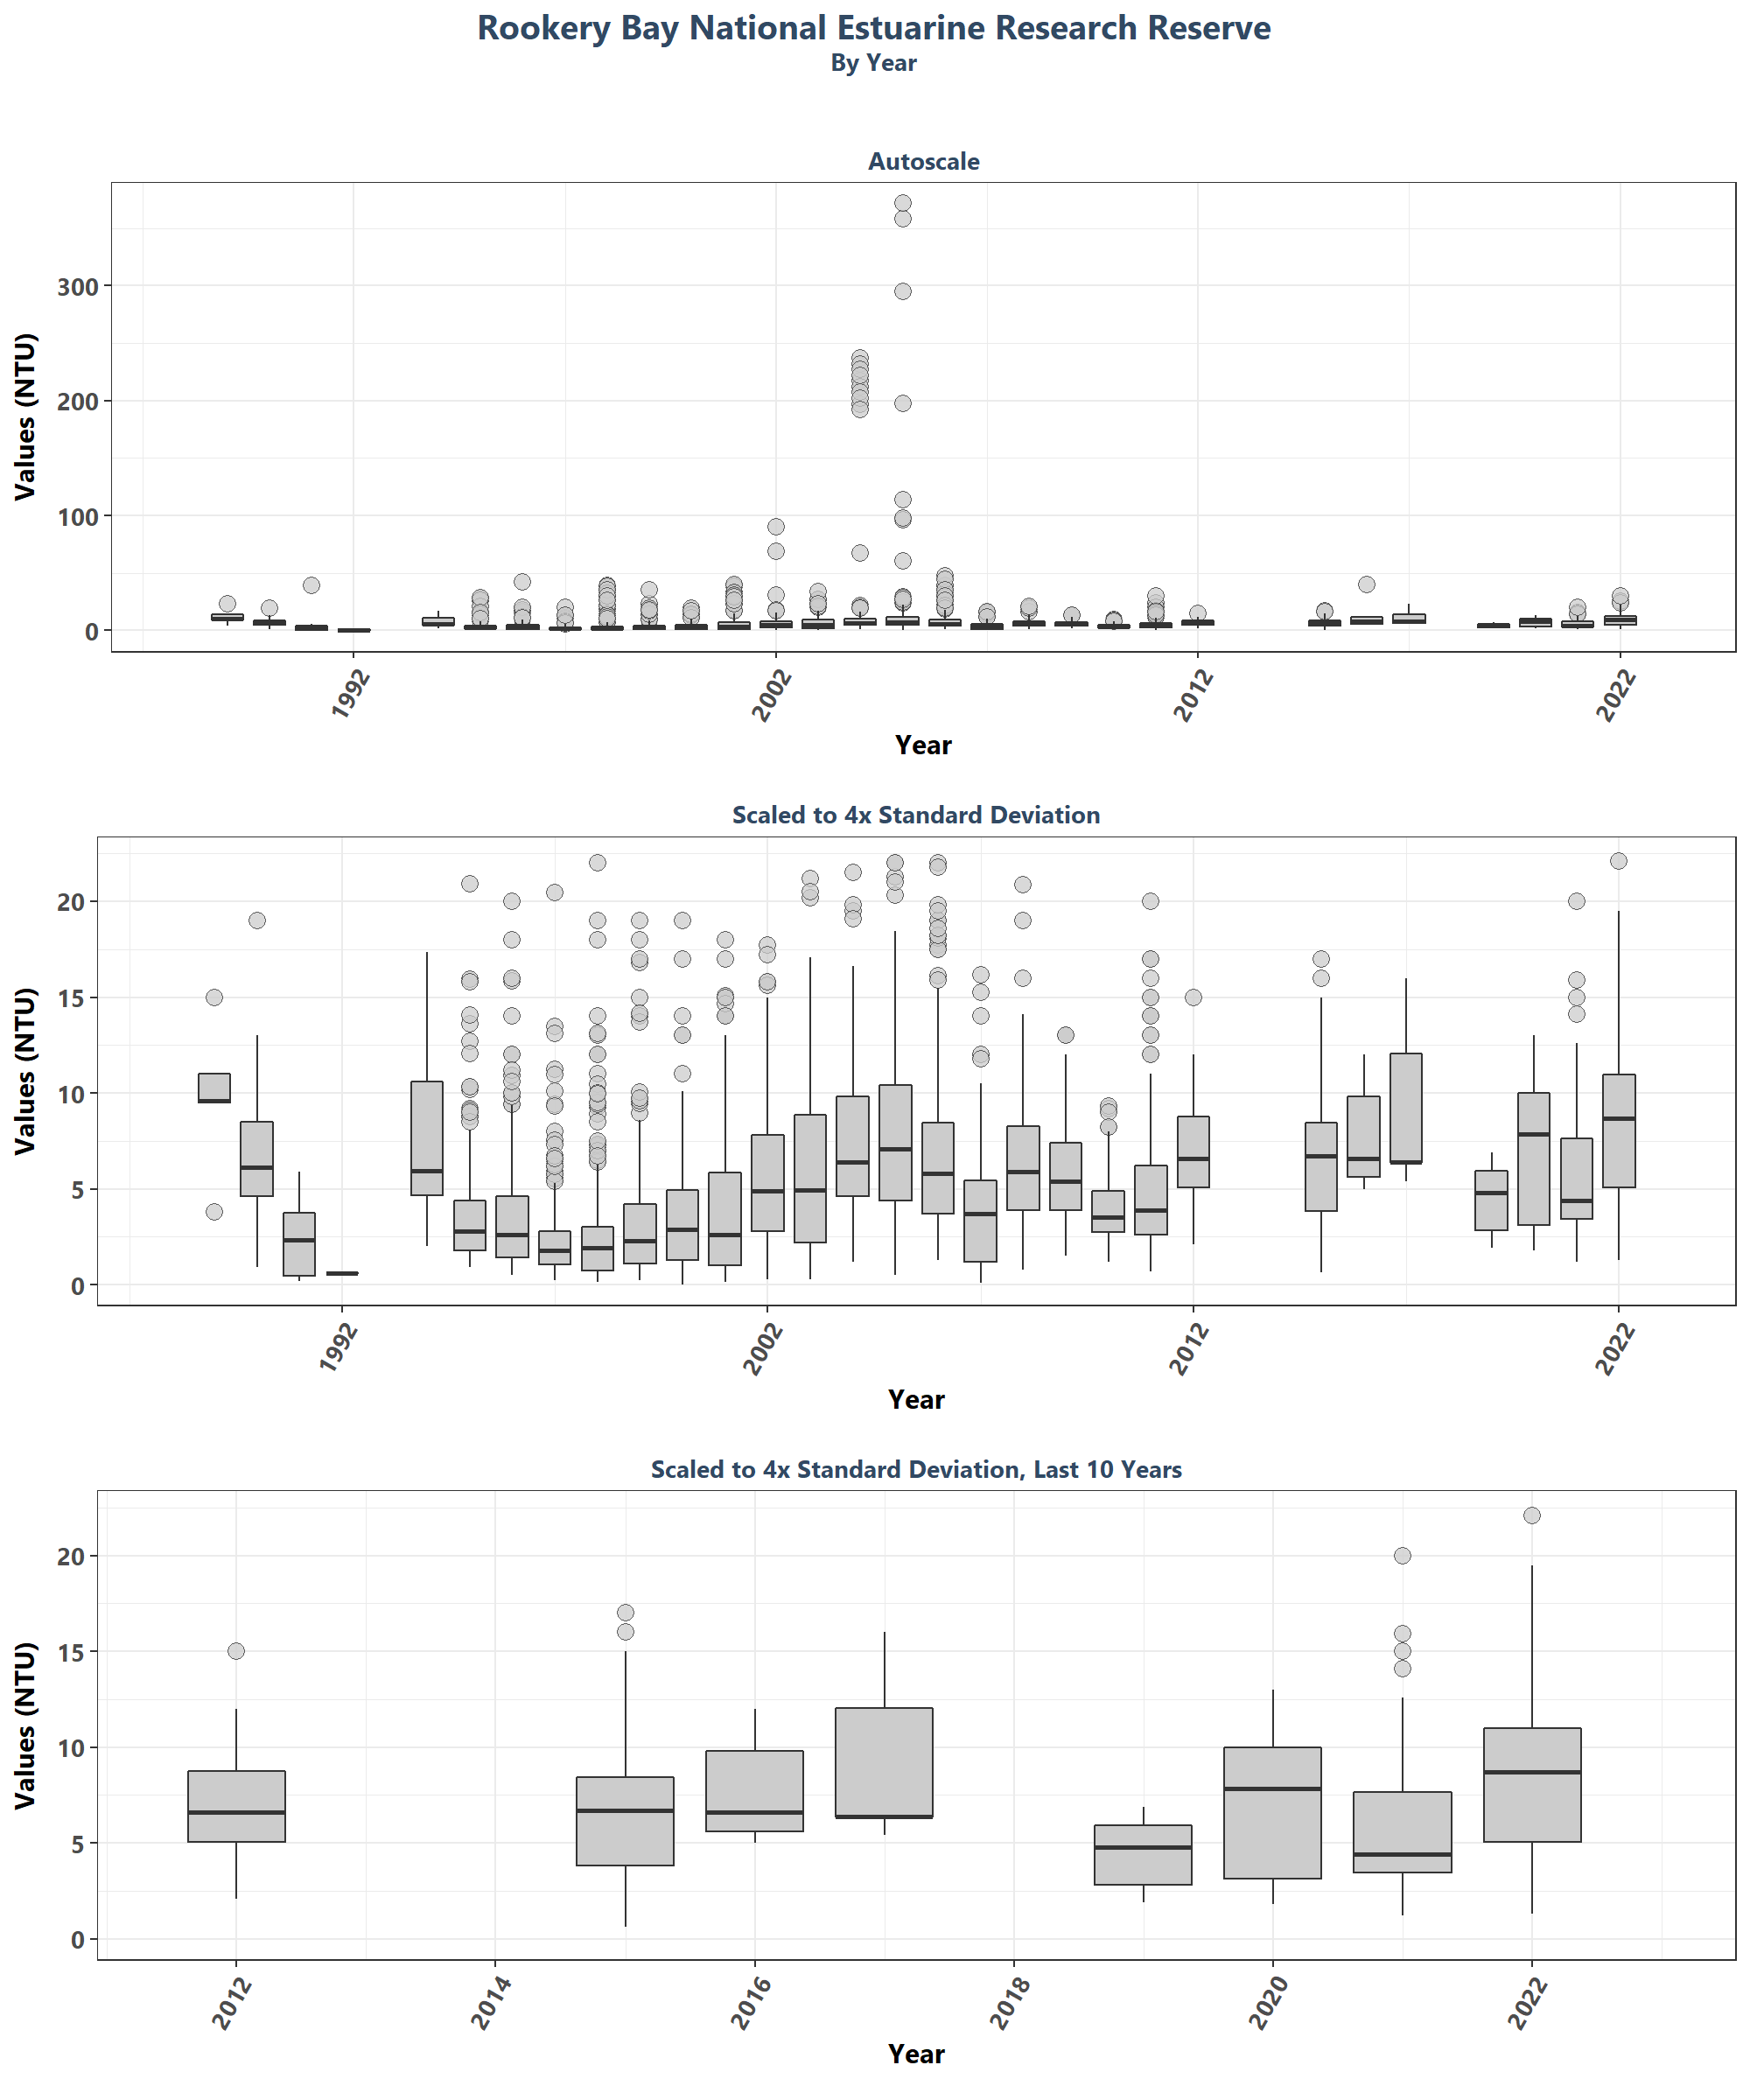 Rookery Bay National Estuarine Research Reserve
By Year
Autoscale
Values (NTU)
300
200
100
0
1992
2002
2012
2022
Year
Scaled to 4x Standard Deviation
Values (NTU)
20
15
10
5
0
1992
2002
2012
2022
Year
Scaled to 4x Standard Deviation, Last 10 Years
Values (NTU)
20
15
10
5
0
2012
2014
2016
2018
2020
2022
Year